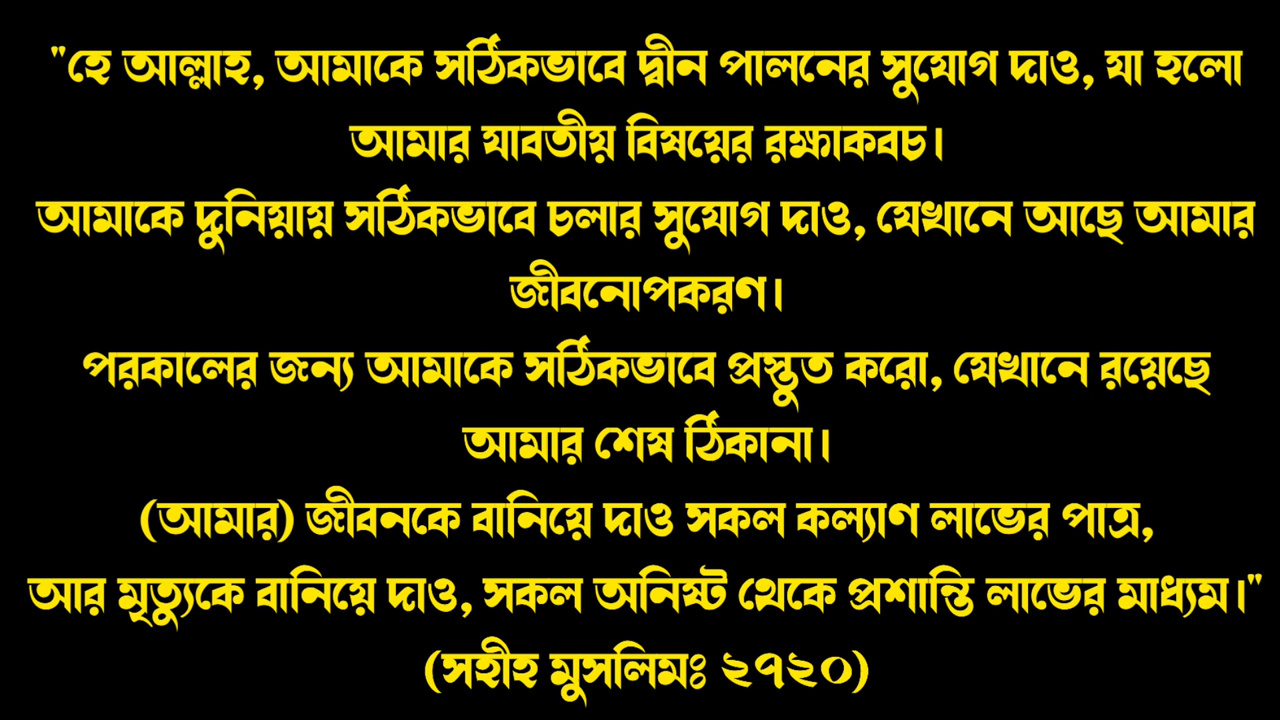 "হে আল্লাহ, আমাকে সঠিকভাবে দ্বীন পালনের সুযোগ দাও, যা হলো
আমার যাবতীয় বিষয়ের রক্ষাকবচ।
আমাকে দুনিয়ায় সঠিকভাবে চলার সুযোগ দাও, যেখানে আছে আমার
জীবনোপকরণ।
পরকালের জন্য আমাকে সঠিকভাবে প্রস্তুত করো, যেখানে রয়েছে
আমার শেষ ঠিকানা।
(আমার) জীবনকে বানিয়ে দাও সকল কল্যাণ লাভের পাত্র,
আর মৃত্যুকে বানিয়ে দাও, সকল অনিষ্ট থেকে প্রশান্তি লাভের মাধ্যম।"
(সহীহ মুসলিমঃ ২৭২০)